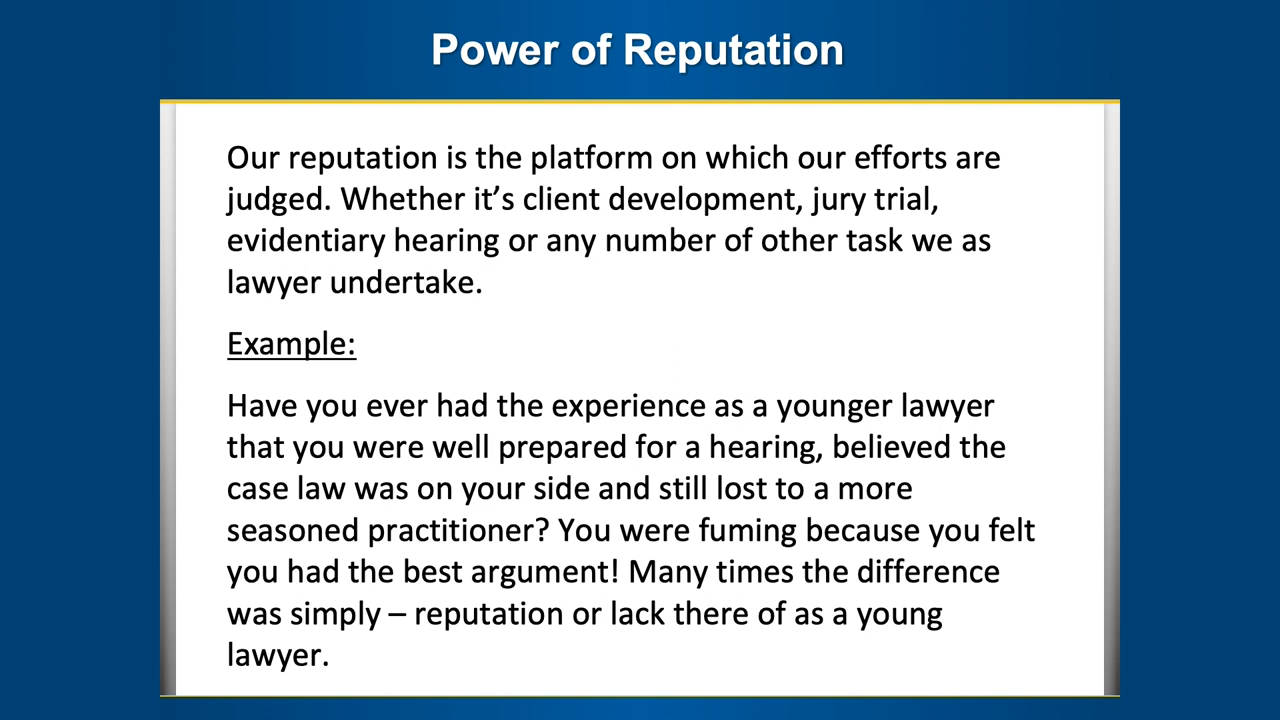 Power of Reputation
Our reputation is the platform on which our efforts are
judged. Whether it’s client development, jury trial,
evidentiary hearing or any number of other task we as
lawyer undertake.
Example:
Have you ever had the experience as a younger lawyer
that you were well prepared for a hearing, believed the
case law was on your side and still lost to a more
seasoned practitioner? You were fuming because you felt
you had the best argument! Many times the difference
was simply – reputation or lack there of as a young
lawyer.